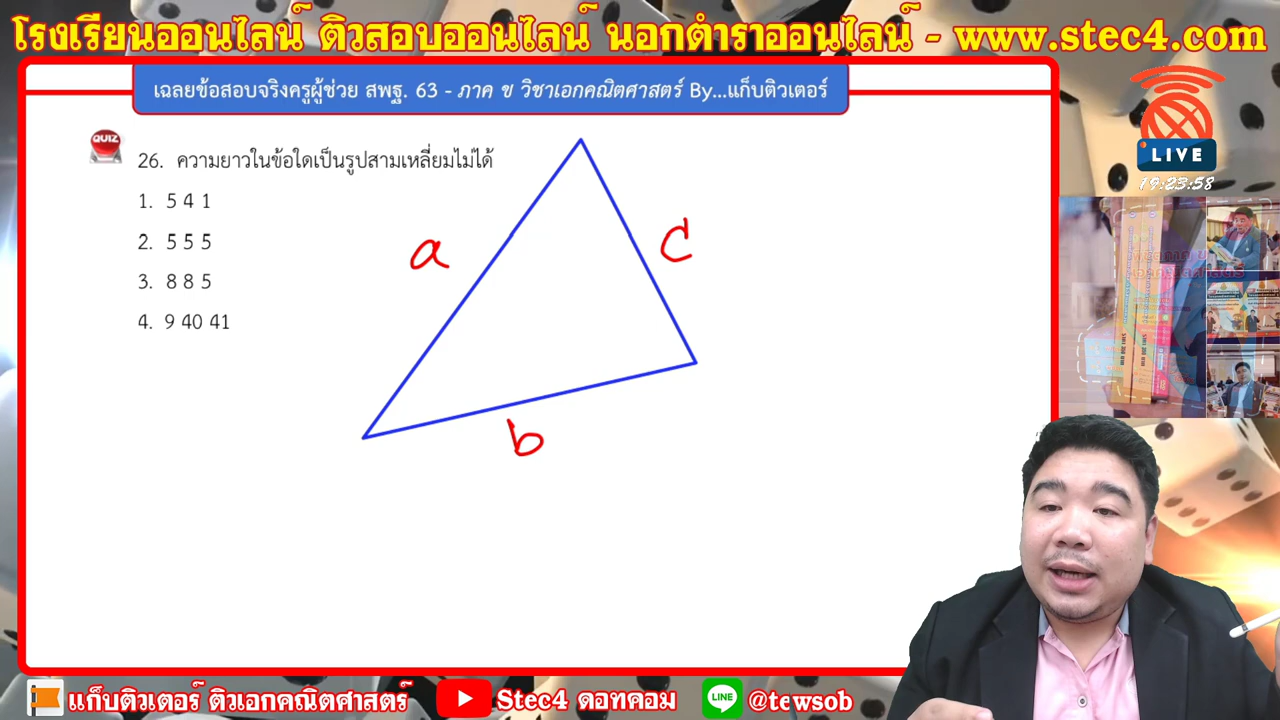 โรงเรียนออนไลน์ ติวสอบออนไลน์ นอกตำราออนไลน์ - www.stec4.com
เฉลยข้อสอบจริงครูผู้ช่วย สพฐ. 63 - ภาค ข วิชาเอกคณิตศาสตร์ By...แก็บติวเตอร์
LIVE
19:23:58
QUIZ
26. ความยาวในข้อใดเป็นรูปสามเหลี่ยมไม่ได้
1. 5 4 1
2. 5 5 5
3. 8 8 5
4. 9 40 41
a
c
b
แก็บติวเตอร์ ติวเอกคณิตศาสตร์
Stec4 ดอทคอม
LINE
@tewsob